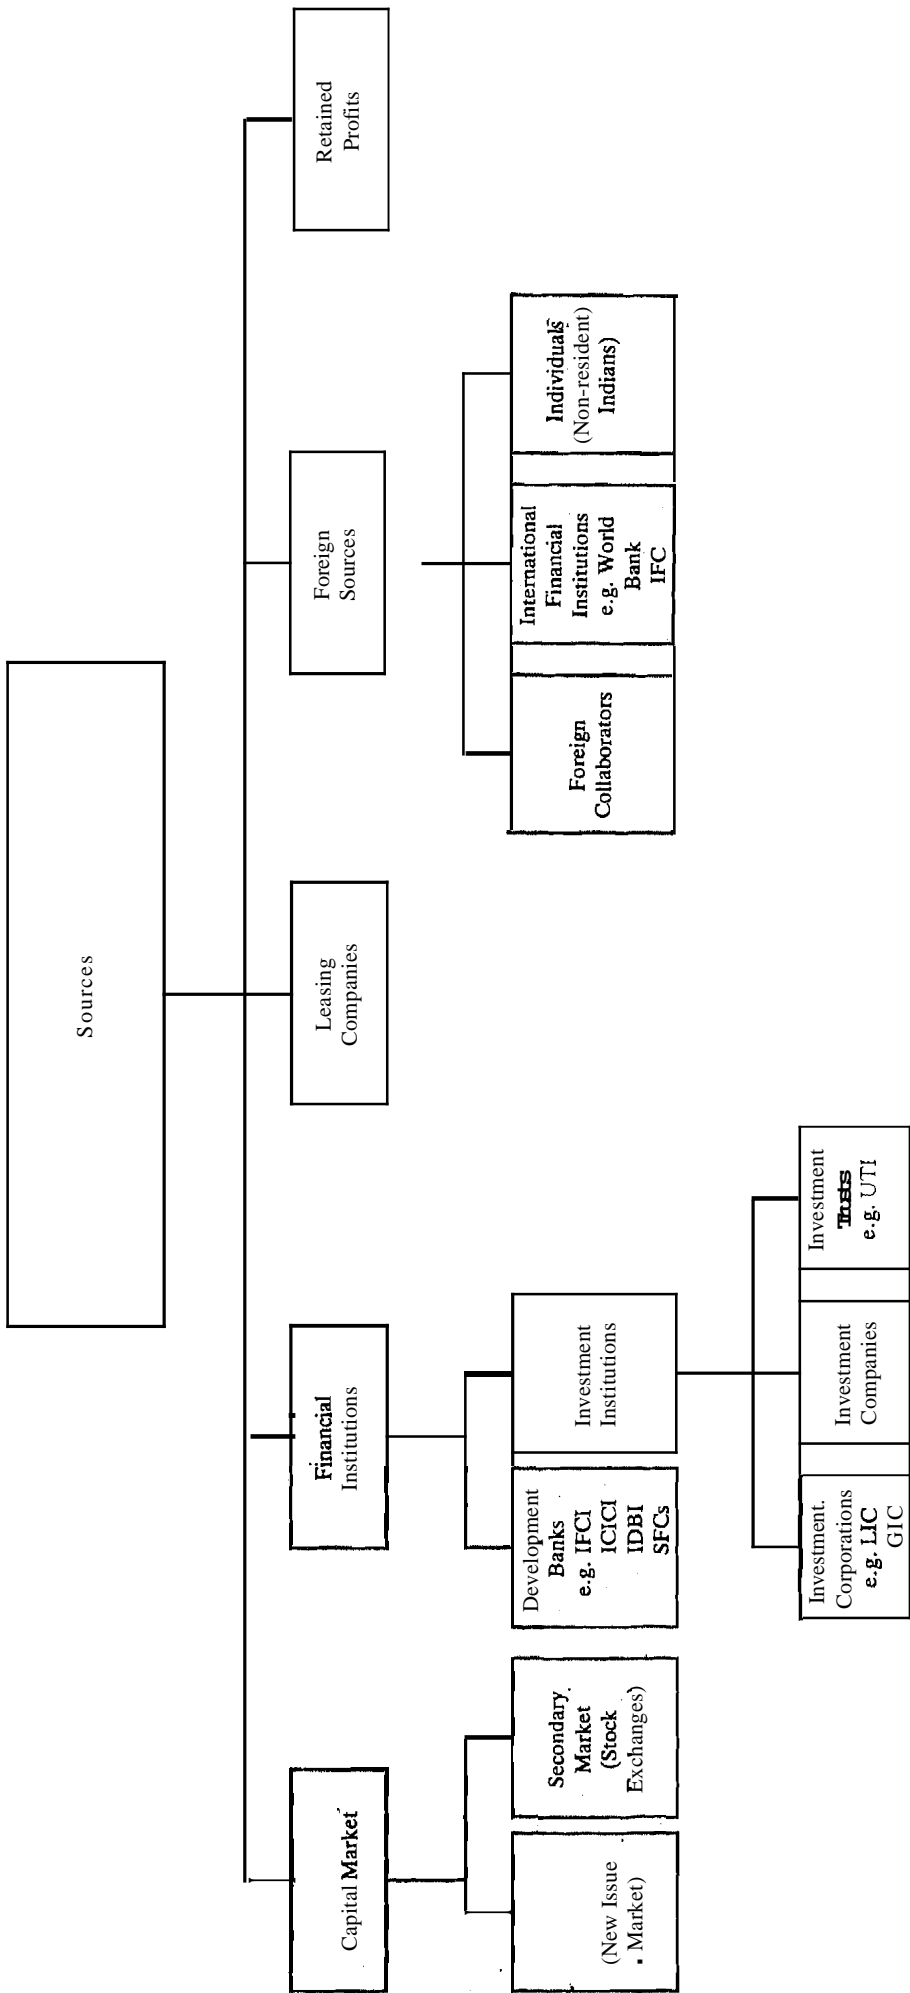 Sources
Capital Market
Financial
Institutions
Leasing
Companies
Foreign
Sources
Retained
Profits
(New Issue
Market)
Secondary.
Market
(Stock
Exchanges)
Development
Banks
e.g. IFCI
ICICI
IDBI
SFCs
Investment
Institutions
Foreign
Collaborators
International
Financial
Institutions
e.g. World
Bank
IFC
Individuals
(Non-resident)
Indians)
Investment.
Corporations
e.g. LIC
GIC
Investment
Companies
Investment
Trusts
e.g. UTI